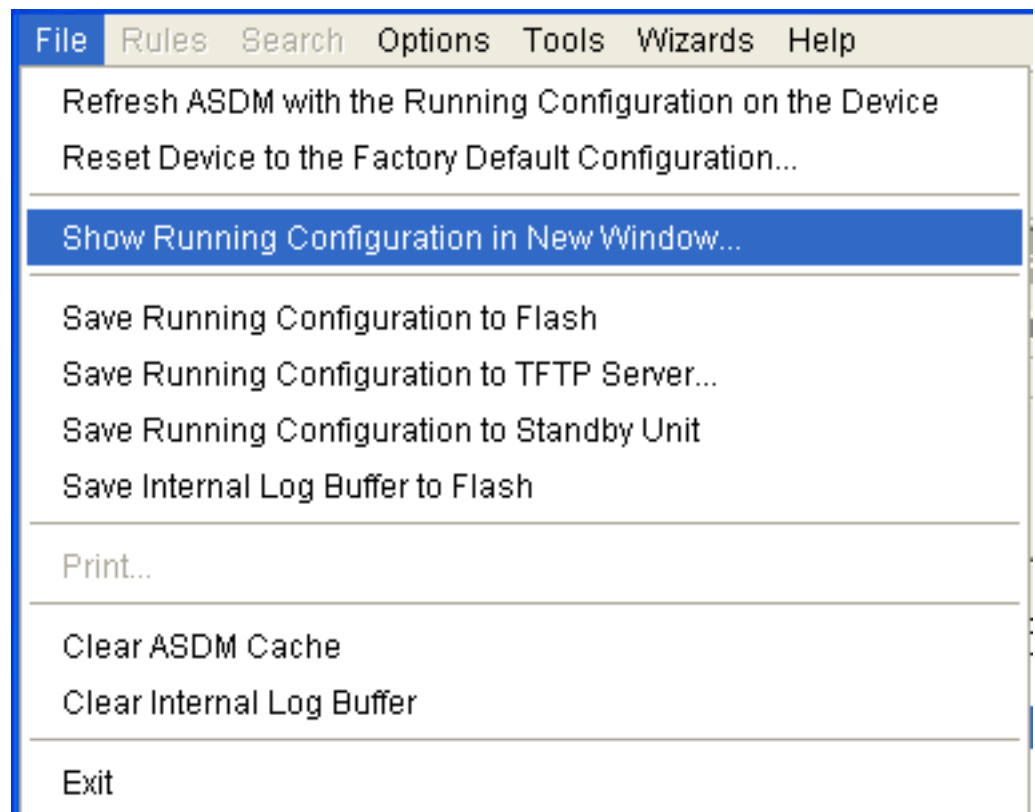 File Rules Search Options Tools Wizards Help
Refresh ASDM with the Running Configuration on the Device
Reset Device to the Factory Default Configuration...
Show Running Configuration in New Window...
Save Running Configuration to Flash
Save Running Configuration to TFTP Server...
Save Running Configuration to Standby Unit
Save Internal Log Buffer to Flash
Print...
Clear ASDM Cache
Clear Internal Log Buffer
Exit